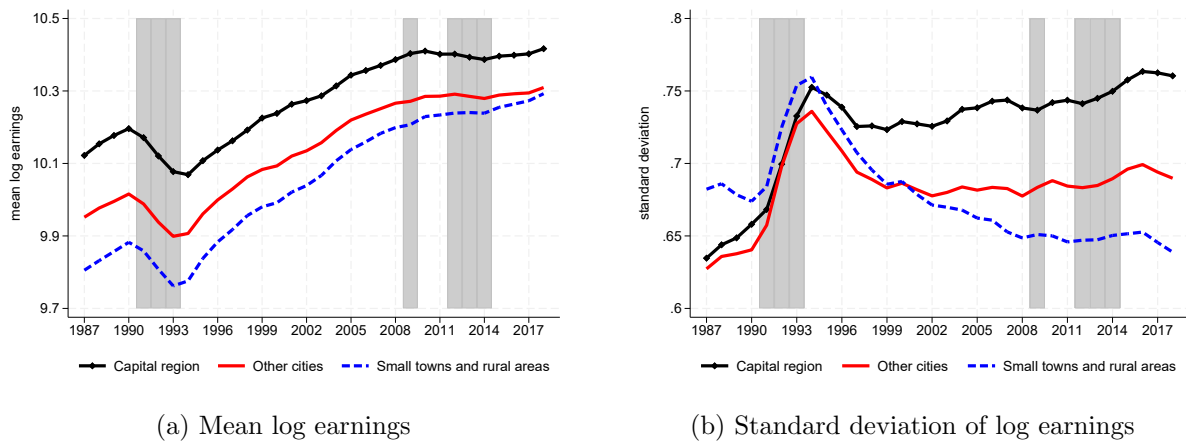 mean log earnings
10.5
10.3
10.1
9.9
9.7
1987 1990 1993 1996 1999 2002 2005 2008 2011 2014 2017
Capital region Other cities Small towns and rural areas
(a) Mean log earnings
standard deviation
.8
.75
.7
.65
.6
1987 1990 1993 1996 1999 2002 2005 2008 2011 2014 2017
Capital region Other cities Small towns and rural areas
(b) Standard deviation of log earnings